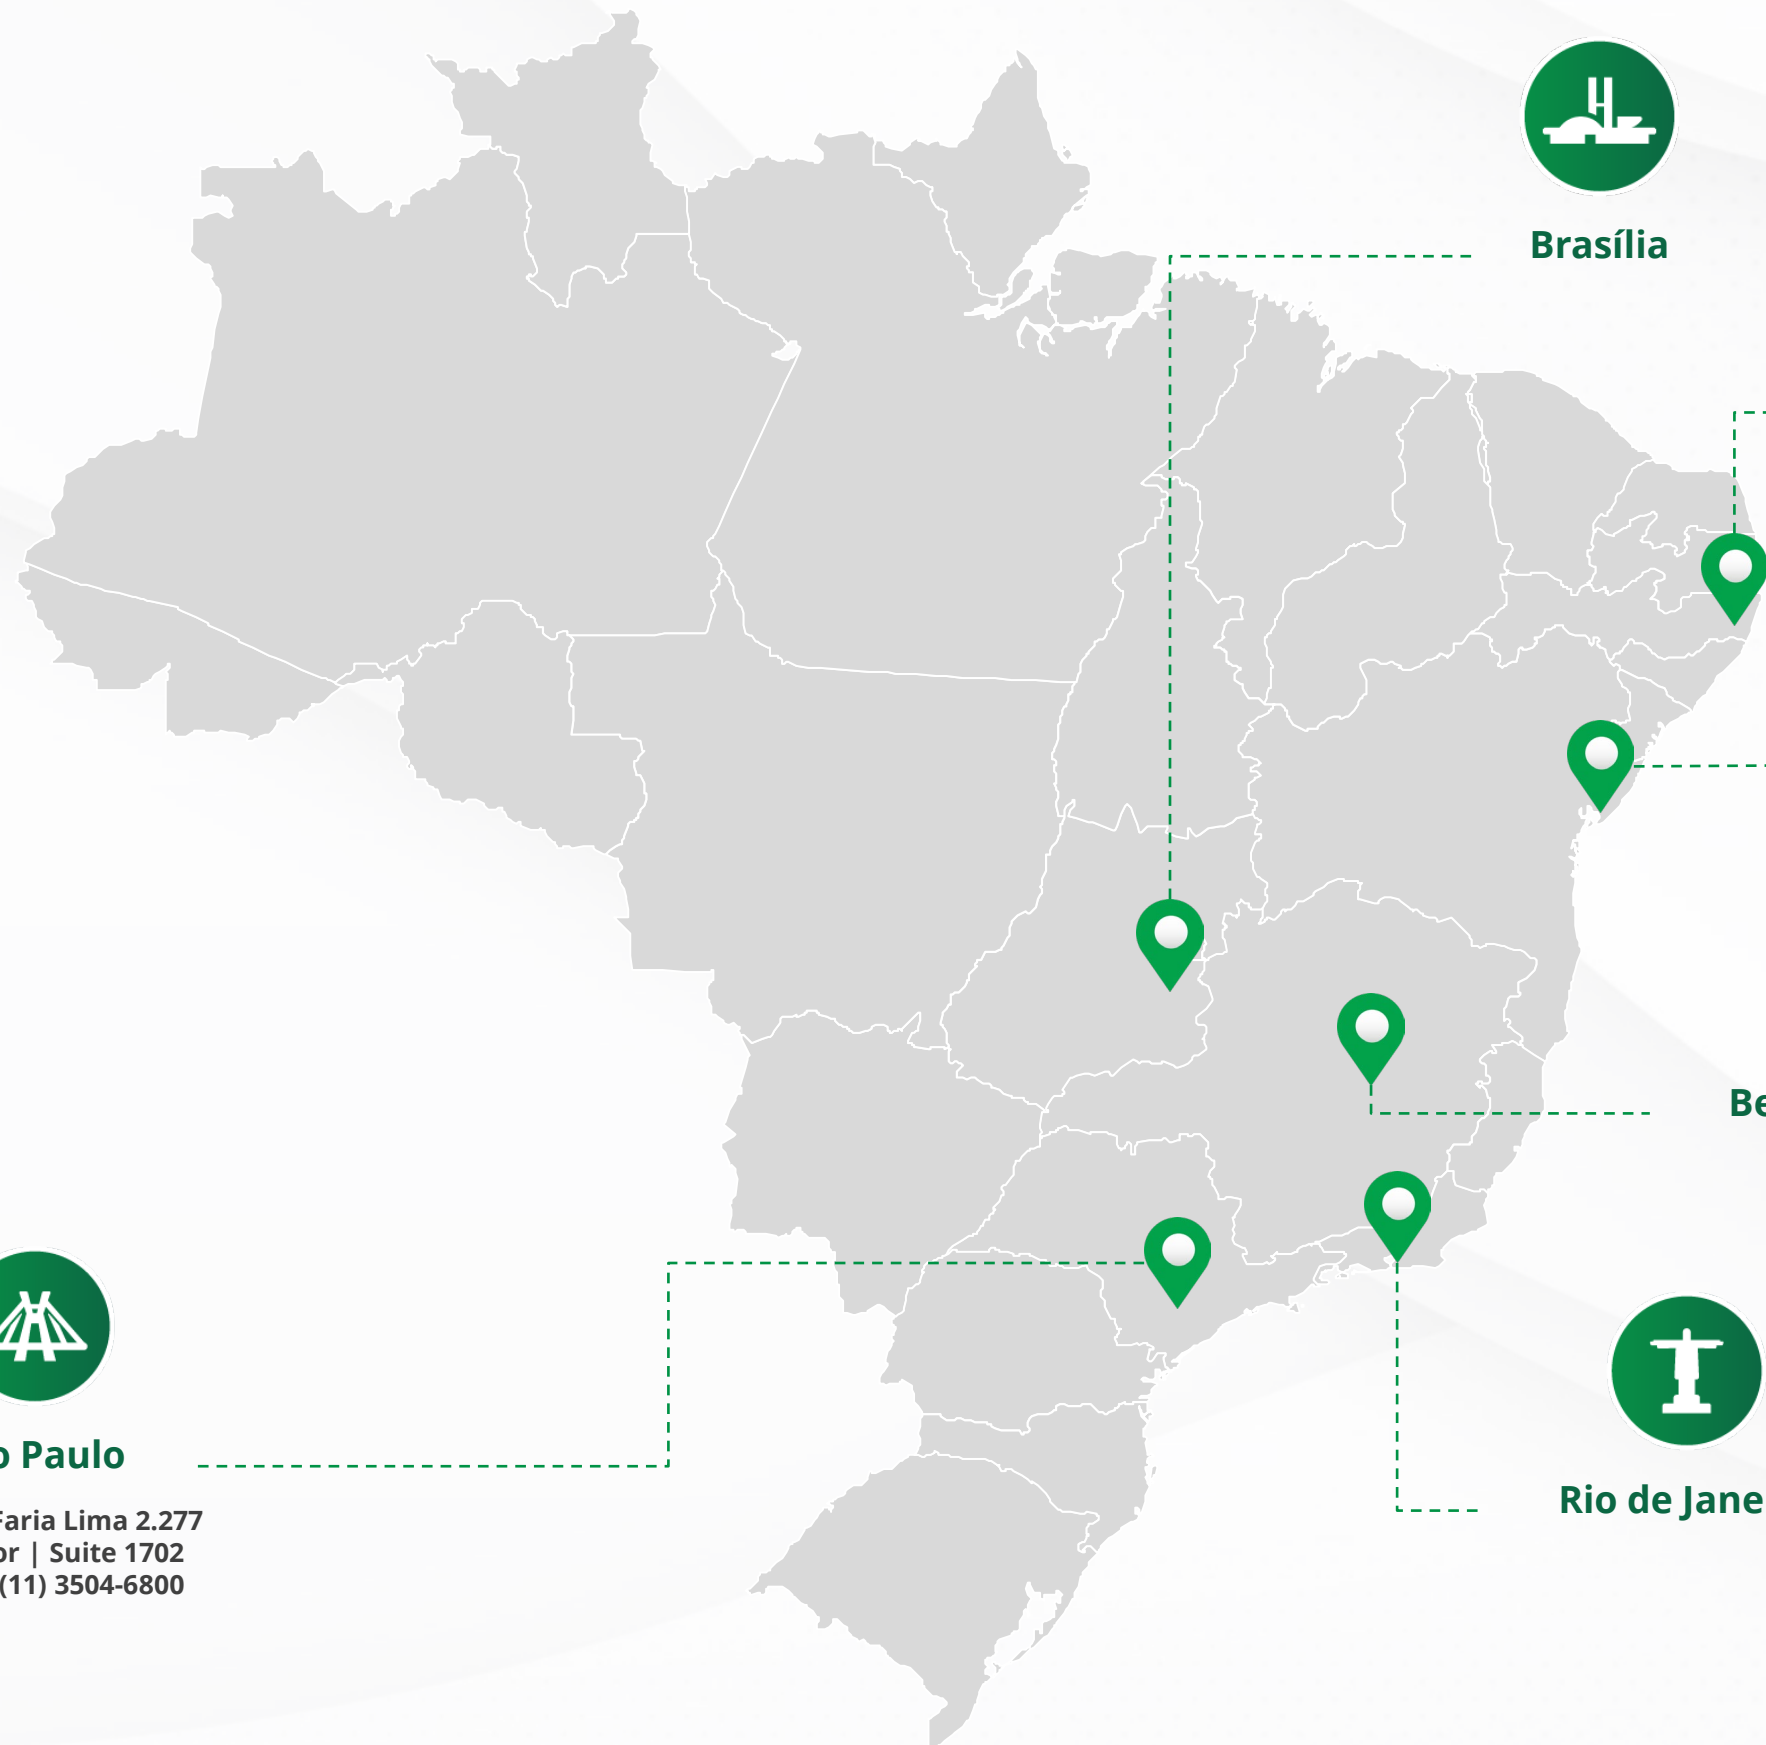 Brasília
Be
o Paulo
Faria Lima 2.277
or | Suite 1702
(11) 3504-6800
Rio de Jane